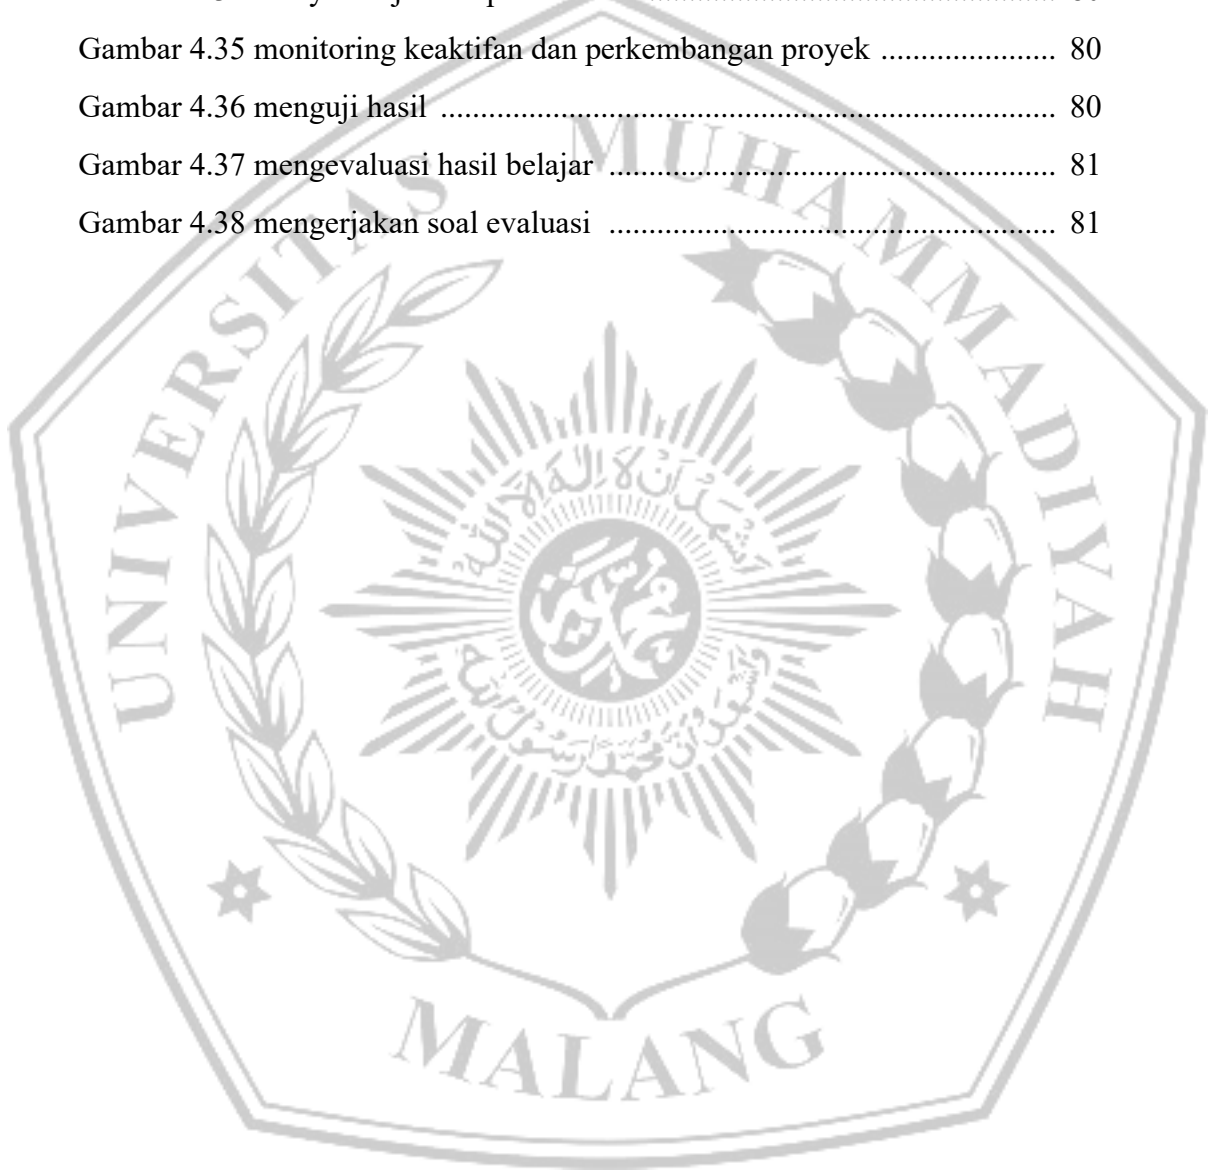 Gambar 4.35 monitoring keaktifan dan perkembangan proyek ...................... 80
Gambar 4.36 menguji hasil ............................................................................. 80
Gambar 4.37 mengevaluasi hasil belajar ........................................................ 81
Gambar 4.38 mengerjakan soal evaluasi ........................................................ 81
UNIVERSITAS MUHAMMADIYAH
MALANG